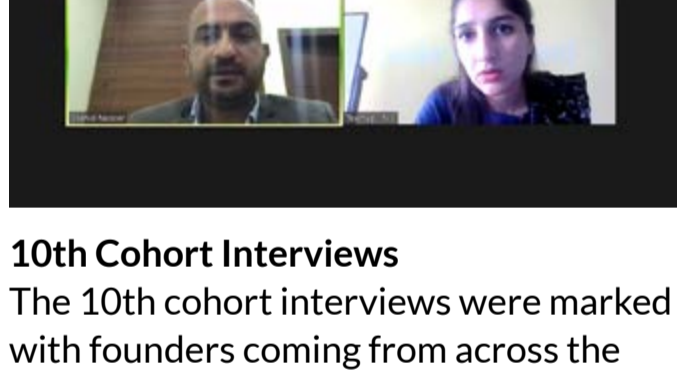 10th Cohort Interviews
The 10th cohort interviews were marked
with founders coming from across the